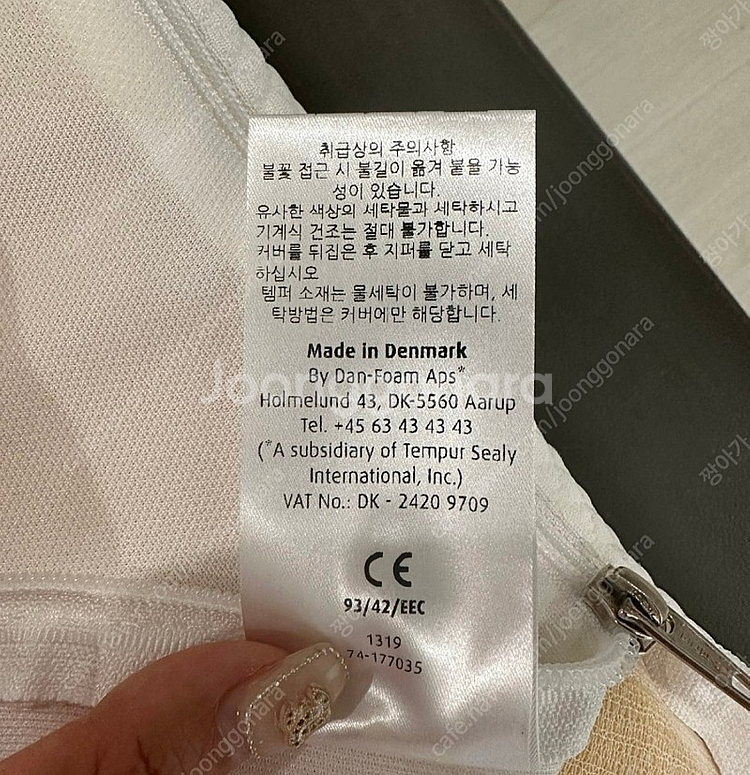 취급상의 주의사항
불꽃 접근 시 불길이 옮겨 붙을 가능
성이 있습니다.
유사한 색상의 세탁물과 세탁하시고
기계식 건조는 절대 불가합니다.
커버를 뒤집은 후 지퍼를 닫고 세탁
하십시오
템퍼 소재는 물세탁이 불가하며, 세
탁방법은 커버에만 해당합니다.
Made in Denmark
By Dan-Foam Aps*
Joonggonara
Holmelund 43, DK-5560 Aarup
Tel. +45 63 43 43 43
(*A subsidiary of Tempur Sealy
International, Inc.)
VAT No.: DK - 2420 9709
CE
93/42/EEC
1319
74-177035